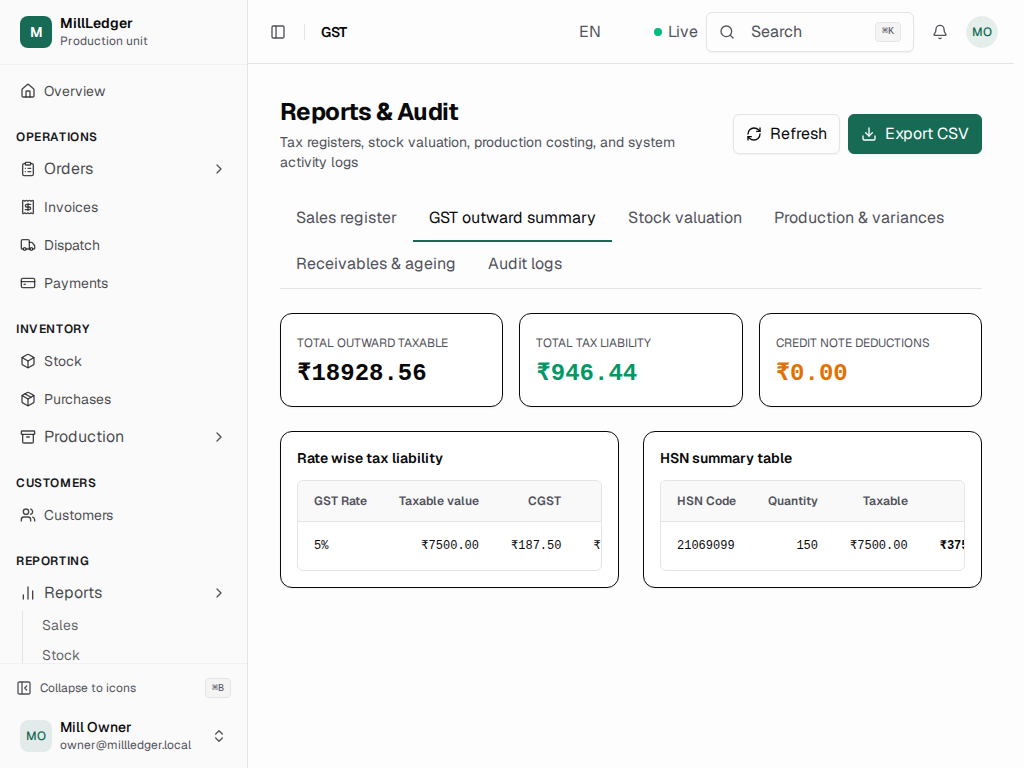 M
MillLedger
Production unit
Overview
OPERATIONS
Orders
Invoices
Dispatch
Payments
INVENTORY
Stock
Purchases
Production
CUSTOMERS
Customers
REPORTING
Reports
Sales
Stock
Collapse to icons ⌘B
MO
Mill Owner
owner@millledger.local
GST
EN
Live
Search ⌘K
MO
Reports & Audit
Tax registers, stock valuation, production costing, and system
activity logs
Refresh
Export CSV
Sales register GST outward summary Stock valuation Production & variances
Receivables & ageing Audit logs
TOTAL OUTWARD TAXABLE
₹18928.56
TOTAL TAX LIABILITY
₹946.44
CREDIT NOTE DEDUCTIONS
₹0.00
Rate wise tax liability
GST Rate Taxable value CGST
5% ₹7500.00 ₹187.50 ₹
HSN summary table
HSN Code Quantity Taxable
21069099 150 ₹7500.00 ₹375